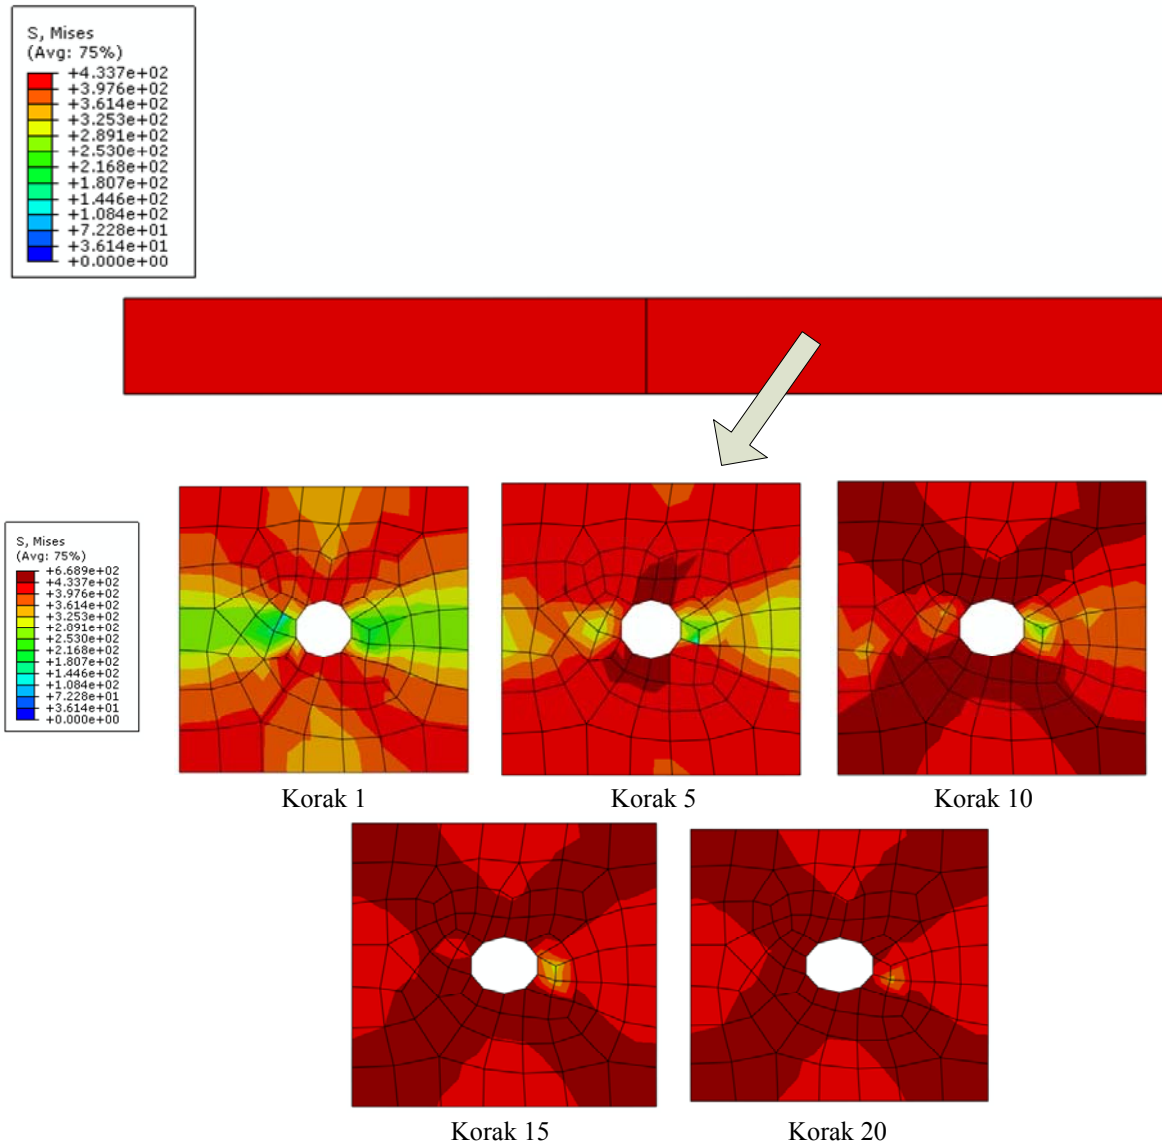 S, Mises
(Avg: 75%)
+4.337e+02
+3.976e+02
+3.614e+02
+3.253e+02
+2.891e+02
+2.530e+02
+2.168e+02
+1.807e+02
+1.446e+02
+1.084e+02
+7.228e+01
+3.614e+01
+0.000e+00
S, Mises
(Avg: 75%)
+6.689e+02
+4.337e+02
+3.976e+02
+3.614e+02
+3.253e+02
+2.091e+02
+2.530e+02
+2.168e+02
+1.807e+02
+1.446e+02
+1.084e+02
+7.228e+01
+3.614e+01
+0.000e+00
Korak 1
Korak 5
Korak 10
Korak 15
Korak 20